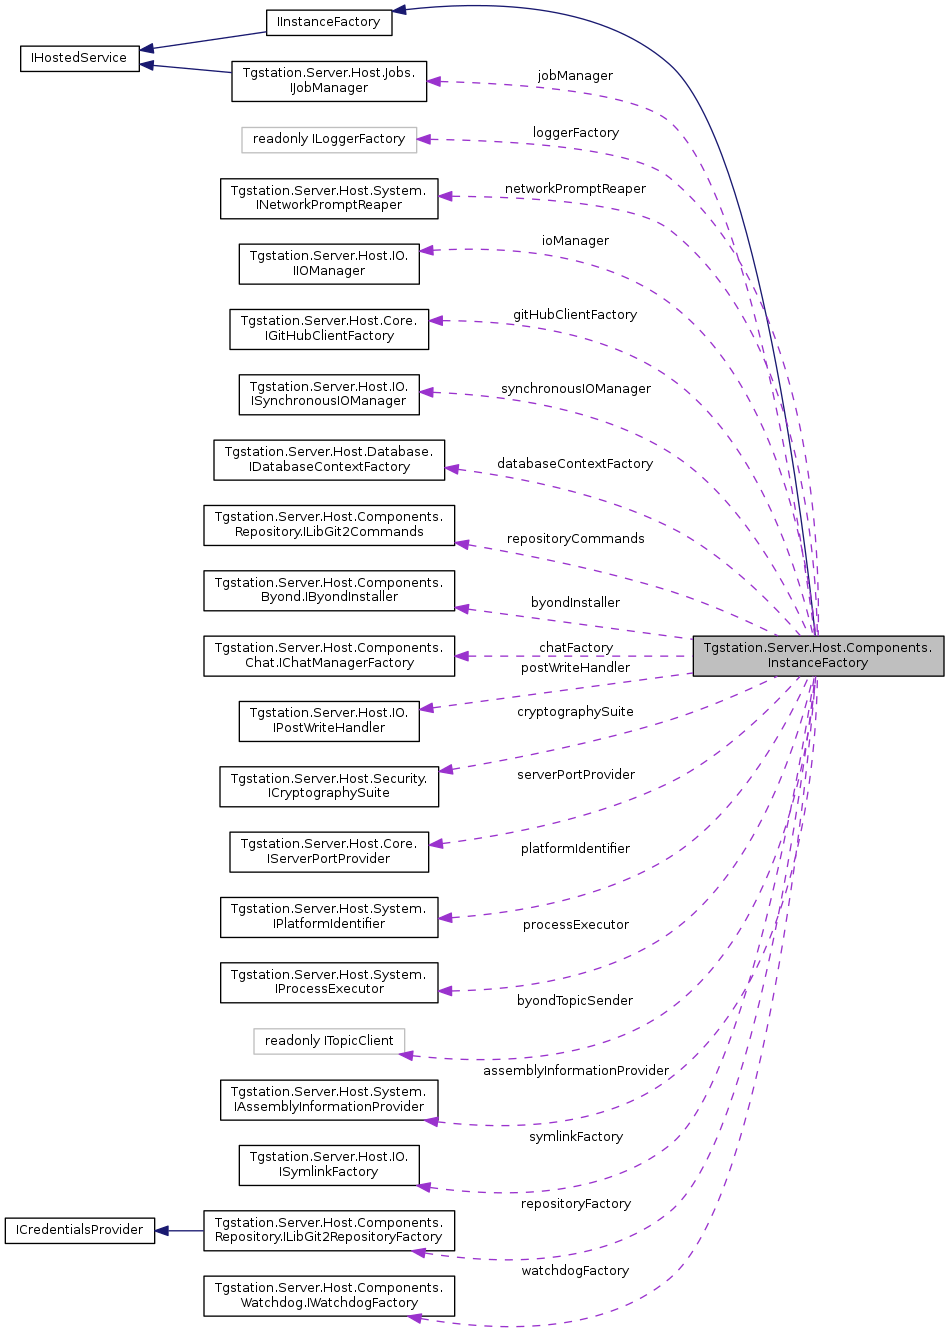 IInstanceFactory
IHostedService
Tgstation.Server.Host.Jobs.
IJobManager
jobManager
readonly ILoggerFactory
loggerFactory
Tgstation.Server.Host.System.
INetworkPromptReaper
networkPromptReaper
Tgstation.Server.Host.IO.
IIOManager
ioManager
Tgstation.Server.Host.Core.
IGitHubClientFactory
gitHubClientFactory
Tgstation.Server.Host.IO.
ISynchronousIOManager
synchronousIOManager
Tgstation.Server.Host.Database.
IDatabaseContextFactory
databaseContextFactory
Tgstation.Server.Host.Components.
Repository.ILibGit2Commands
repositoryCommands
Tgstation.Server.Host.Components.
Byond.IByondInstaller
byondInstaller
Tgstation.Server.Host.Components.
Chat.IChatManagerFactory
chatFactory
Tgstation.Server.Host.Components.
InstanceFactory
postWriteHandler
Tgstation.Server.Host.IO.
IPostWriteHandler
cryptographySuite
Tgstation.Server.Host.Security.
ICryptographySuite
serverPortProvider
Tgstation.Server.Host.Core.
IServerPortProvider
platformIdentifier
Tgstation.Server.Host.System.
IPlatformIdentifier
processExecutor
Tgstation.Server.Host.System.
IProcessExecutor
byondTopicSender
readonly ITopicClient
assemblyInformationProvider
Tgstation.Server.Host.System.
IAssemblyInformationProvider
symlinkFactory
Tgstation.Server.Host.IO.
ISymlinkFactory
repositoryFactory
ICredentialsProvider
Tgstation.Server.Host.Components.
Repository.ILibGit2RepositoryFactory
watchdogFactory
Tgstation.Server.Host.Components.
Watchdog.IWatchdogFactory